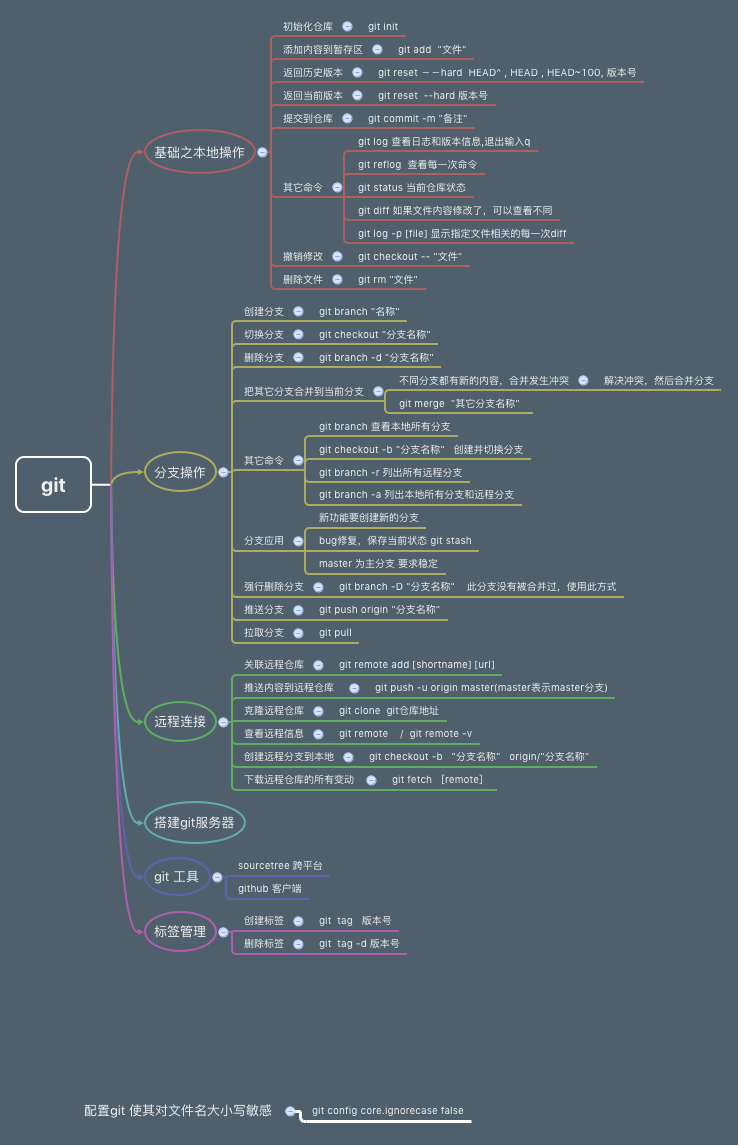 git
基础之本地操作
初始化仓库 git init
添加内容到暂存区 git add "文件"
返回历史版本 git reset －－hard HEAD^ , HEAD , HEAD~100, 版本号
返回当前版本 git reset --hard 版本号
提交到仓库 git commit -m "备注"
其它命令
git log 查看日志和版本信息,退出输入q
git reflog 查看每一次命令
git status 当前仓库状态
git diff 如果文件内容修改了，可以查看不同
git log -p [file] 显示指定文件相关的每一次diff
撤销修改 git checkout -- "文件"
删除文件 git rm "文件"
分支操作
创建分支 git branch "名称"
切换分支 git checkout "分支名称"
删除分支 git branch -d "分支名称"
把其它分支合并到当前分支
不同分支都有新的内容，合并发生冲突 解决冲突，然后合并分支
git merge "其它分支名称"
其它命令
git branch 查看本地所有分支
git checkout -b "分支名称" 创建并切换分支
git branch -r 列出所有远程分支
git branch -a 列出本地所有分支和远程分支
分支应用
新功能要创建新的分支
bug修复，保存当前状态 git stash
master 为主分支 要求稳定
强行删除分支 git branch -D "分支名称" 此分支没有被合并过，使用此方式
推送分支 git push origin "分支名称"
拉取分支 git pull
远程连接
关联远程仓库 git remote add [shortname] [url]
推送内容到远程仓库 git push -u origin master(master表示master分支)
克隆远程仓库 git clone git仓库地址
查看远程信息 git remote / git remote -v
创建远程分支到本地 git checkout -b "分支名称" origin/"分支名称"
下载远程仓库的所有变动 git fetch ［remote］
搭建git服务器
git 工具
sourcetree 跨平台
github 客户端
标签管理
创建标签 git tag 版本号
删除标签 git tag -d 版本号
配置git 使其对文件名大小写敏感 git config core.ignorecase false